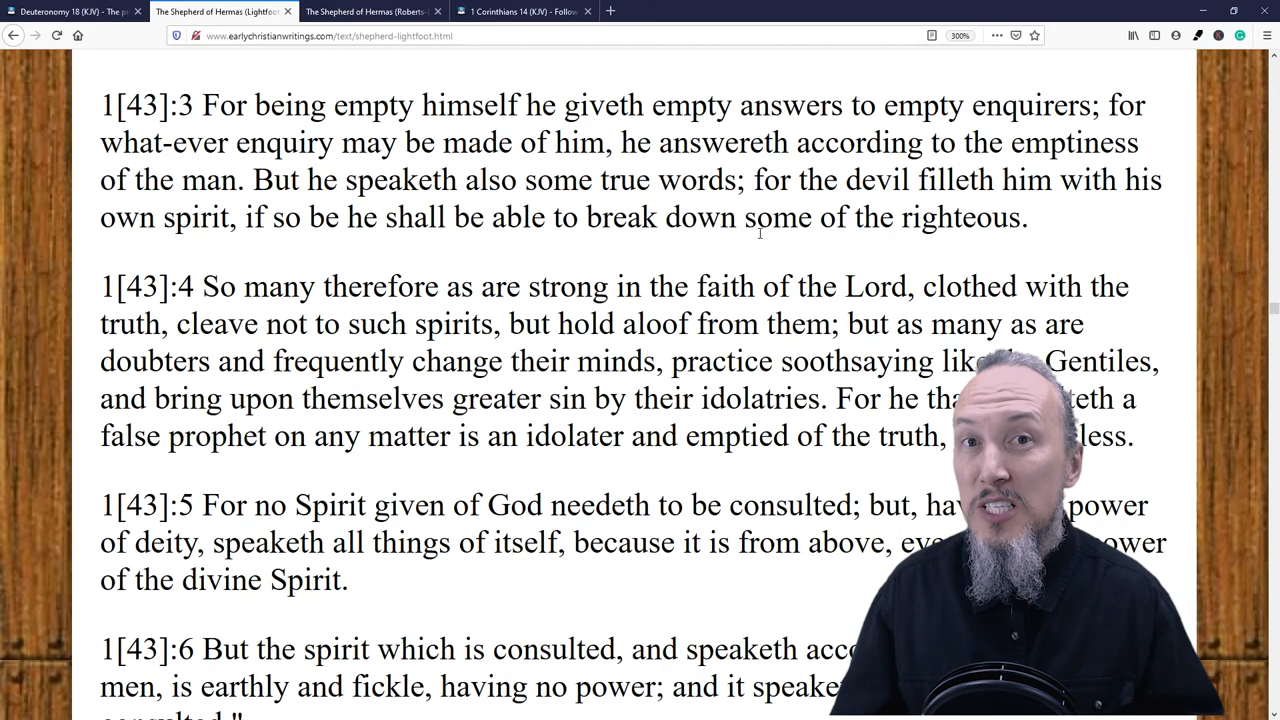 Deuteronomy 18 (KJV) - The pr
The Shepherd of Hermas (Lightfoot
The Shepherd of Hermas (Roberts-
1 Corinthians 14 (KJV) - Follow
www.earlychristianwritings.com/text/shepherd-lightfoot.html
300%
1[43]:3 For being empty himself he giveth empty answers to empty enquirers; for
what-ever enquiry may be made of him, he answereth according to the emptiness
of the man. But he speaketh also some true words; for the devil filleth him with his
own spirit, if so be he shall be able to break down some of the righteous.
1[43]:4 So many therefore as are strong in the faith of the Lord, clothed with the
truth, cleave not to such spirits, but hold aloof from them; but as many as are
doubters and frequently change their minds, practice soothsaying like Gentiles,
and bring upon themselves greater sin by their idolatries. For he tha teth a
false prophet on any matter is an idolater and emptied of the truth, less.
1[43]:5 For no Spirit given of God needeth to be consulted; but, hav power
of deity, speaketh all things of itself, because it is from above, eve ower
of the divine Spirit.
1[43]:6 But the spirit which is consulted, and speaketh acc
men, is earthly and fickle, having no power; and it speake
consulted."